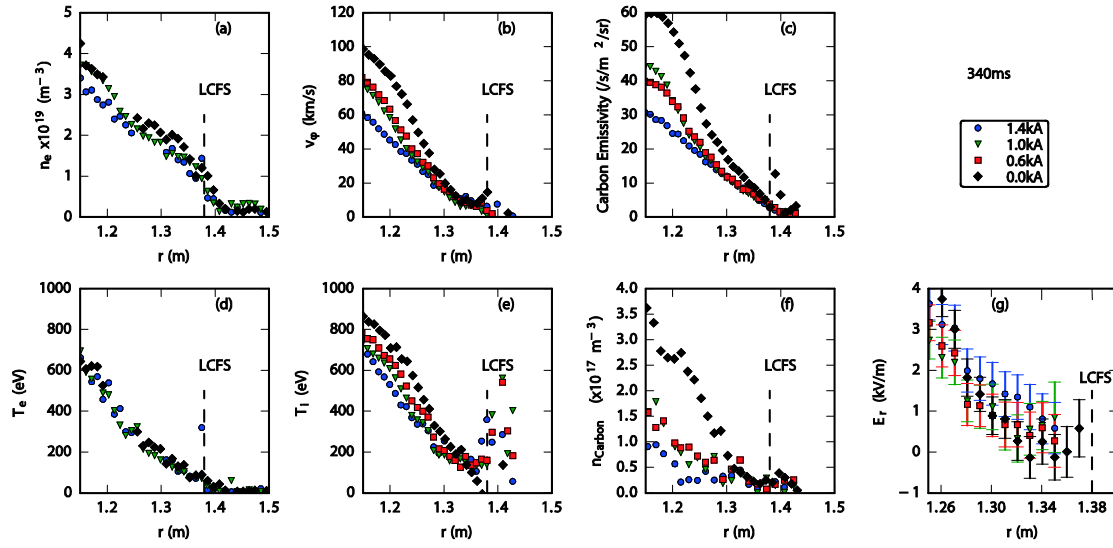 (a)
n_e x10^19 (m^-3)
5
4
3
2
1
0
LCFS
1.2 1.3 1.4 1.5
r (m)
(b)
v_φ (km/s)
120
100
80
60
40
20
0
LCFS
1.2 1.3 1.4 1.5
r (m)
(c)
Carbon Emissivity (/s/m^2/sr)
60
50
40
30
20
10
0
LCFS
1.2 1.3 1.4 1.5
r (m)
340ms
1.4kA
1.0kA
0.6kA
0.0kA
(d)
T_e (eV)
1000
800
600
400
200
0
LCFS
1.2 1.3 1.4 1.5
r (m)
(e)
T_i (eV)
1000
800
600
400
200
0
LCFS
1.2 1.3 1.4 1.5
r (m)
(f)
n_Carbon (x10^17 m^-3)
4.0
3.5
3.0
2.5
2.0
1.5
1.0
0.5
0.0
LCFS
1.2 1.3 1.4 1.5
r (m)
(g)
E_r (kV/m)
4
3
2
1
0
−1
LCFS
1.26 1.30 1.34 1.38
r (m)